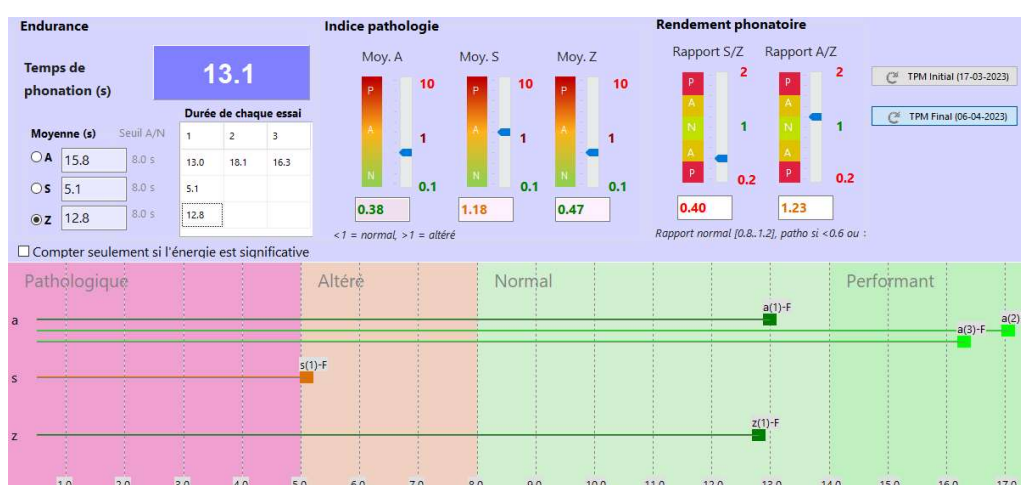 Endurance
Indice pathologie
Rendement phonatoire
Temps de
phonation (s)
13.1
Durée de chaque essai
Moyenne (s) Seuil A/N 1 2 3
A 15.8 8.0 s 13.0 18.1 16.3
S 5.1 8.0 s 5.1
Z 12.8 8.0 s 12.8
Compter seulement si l'énergie est significative
Moy. A Moy. S Moy. Z
P 10 P 10 P 10
A 1 A 1 A 1
N 0.1 N 0.1 N 0.1
0.38 1.18 0.47
<1 = normal, >1 = altéré
Rapport S/Z Rapport A/Z
P 2 P 2
A A
N 1 N 1
A A
P 0.2 P 0.2
0.40 1.23
Rapport normal [0.8..1.2], patho si <0.6 ou
TPM Initial (17-03-2023)
TPM Final (06-04-2023)
Pathologique Altéré Normal Performant
a a(1)-F
a(2)
a(3)-F
s s(1)-F
z z(1)-F
1.0 2.0 3.0 4.0 5.0 6.0 7.0 8.0 9.0 10.0 11.0 12.0 13.0 14.0 15.0 16.0 17.0